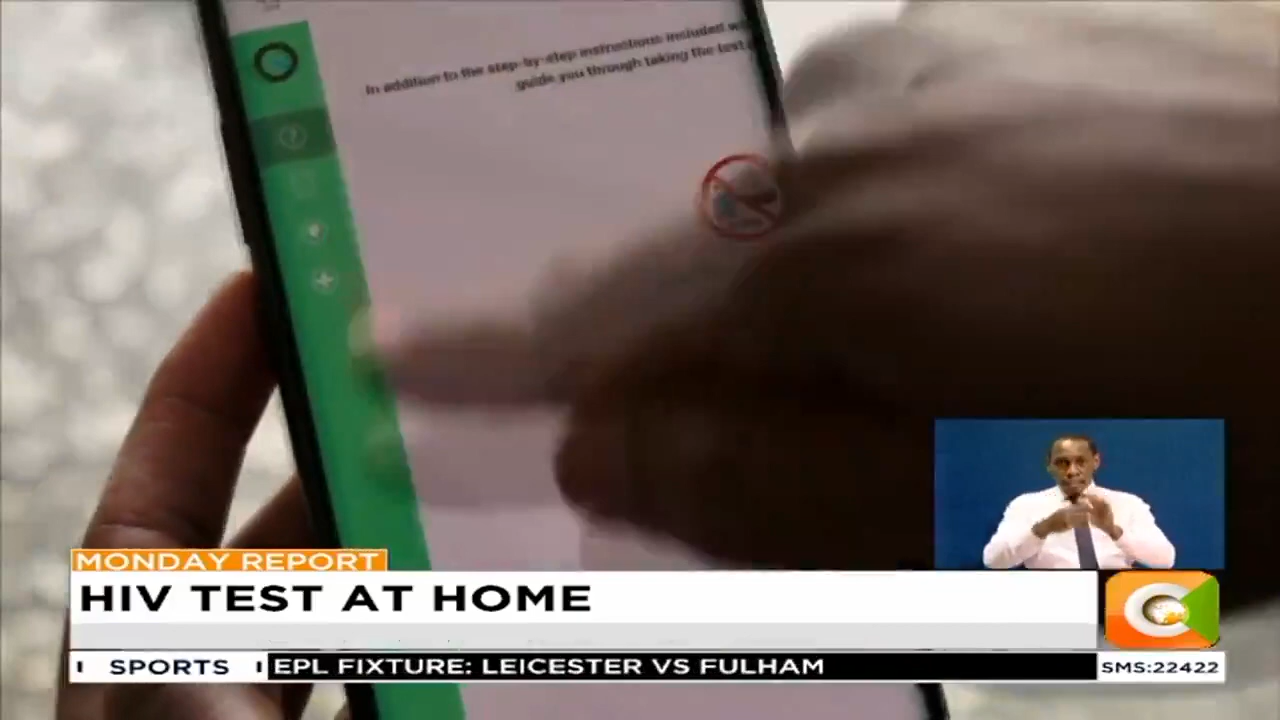 In addition to the step-by-step instructions included
guide you through taking the test
MONDAY REPORT
HIV TEST AT HOME
SPORTS
EPL FIXTURE: LEICESTER VS FULHAM
SMS:22422